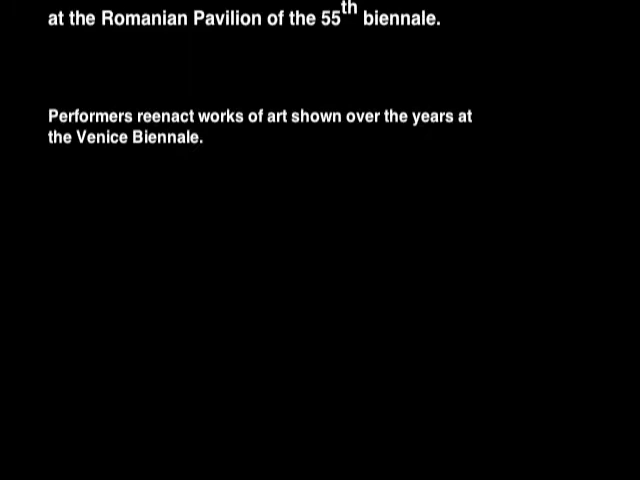 at the Romanian Pavilion of the 55th biennale.
Performers reenact works of art shown over the years at
the Venice Biennale.